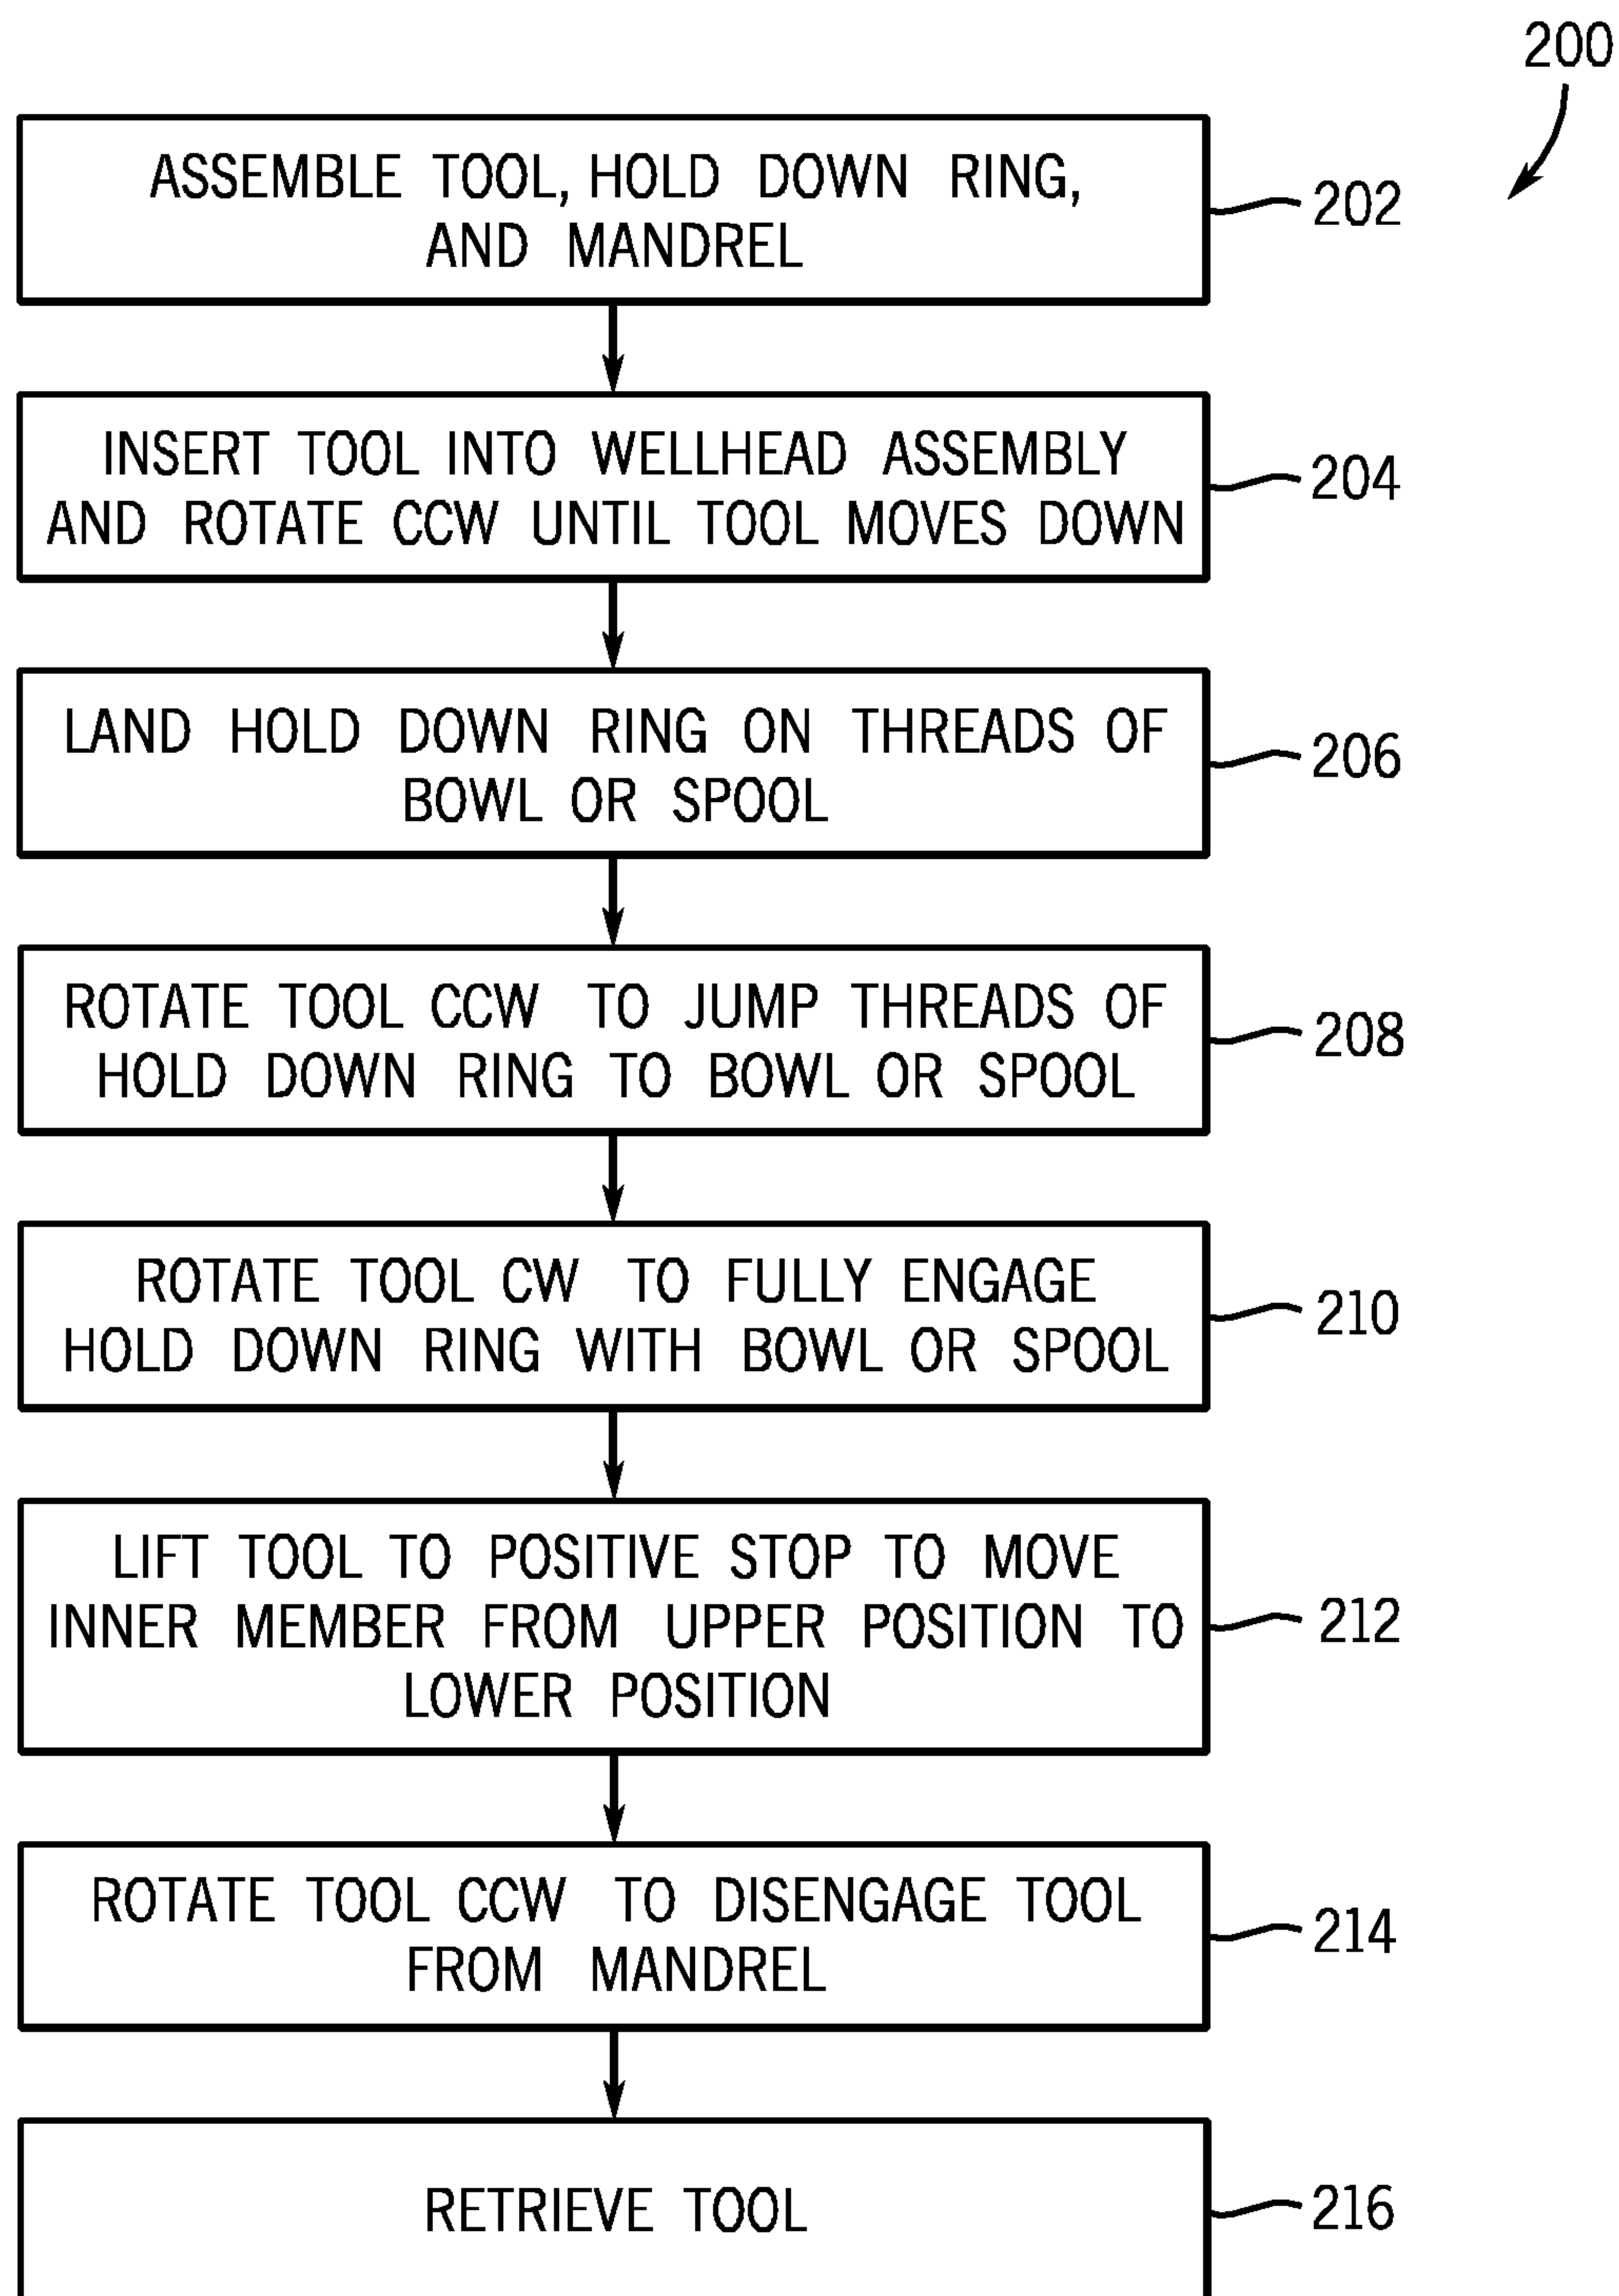 200
ASSEMBLE TOOL, HOLD DOWN RING,
AND MANDREL
202
INSERT TOOL INTO WELLHEAD ASSEMBLY
AND ROTATE CCW UNTIL TOOL MOVES DOWN
204
LAND HOLD DOWN RING ON THREADS OF
BOWL OR SPOOL
206
ROTATE TOOL CCW TO JUMP THREADS OF
HOLD DOWN RING TO BOWL OR SPOOL
208
ROTATE TOOL CW TO FULLY ENGAGE
HOLD DOWN RING WITH BOWL OR SPOOL
210
LIFT TOOL TO POSITIVE STOP TO MOVE
INNER MEMBER FROM UPPER POSITION TO
LOWER POSITION
212
ROTATE TOOL CCW TO DISENGAGE TOOL
FROM MANDREL
214
RETRIEVE TOOL
216